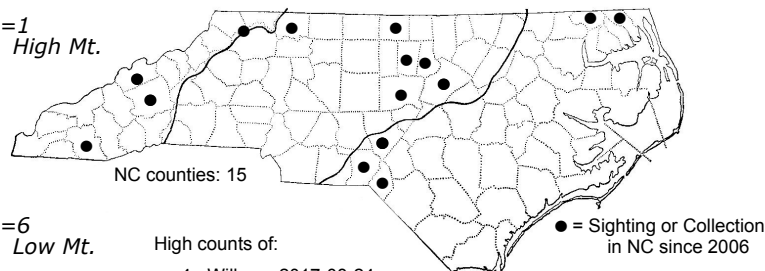 =1
High Mt.
NC counties: 15
● = Sighting or Collection
in NC since 2006
=6
Low Mt.
High counts of: